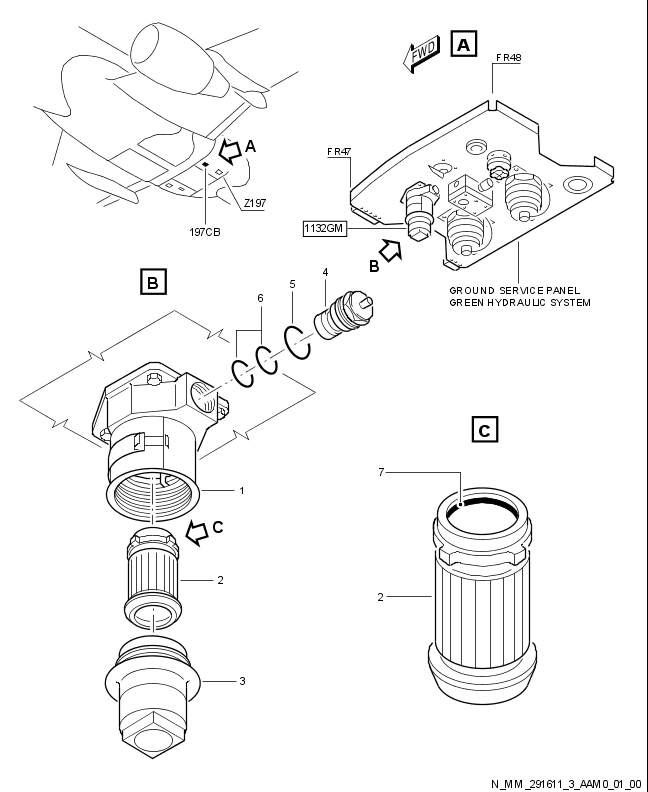 FWD
A
FR48
A
FR47
Z197
197CB
1132GM
B
GROUND SERVICE PANEL
GREEN HYDRAULIC SYSTEM
B
4
5
6
C
7
1
C
2
2
3
N_MM_291611_3_AAM0_01_00